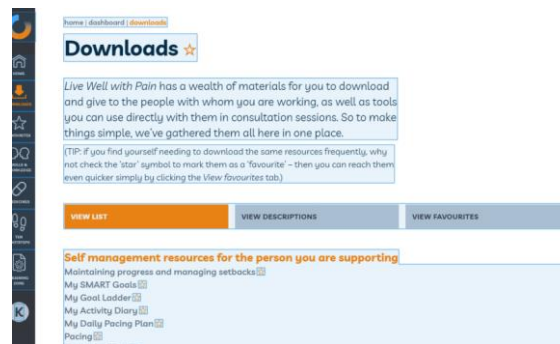 home | dashboard | downloads
Downloads ☆
Live Well with Pain has a wealth of materials for you to download
and give to the people with whom you are working, as well as tools
you can use directly with them in consultation sessions. So to make
things simple, we've gathered them all here in one place.
(TIP: if you find yourself needing to download the same resources frequently, why
not check the 'star' symbol to mark them as a 'favourite' – then you can reach them
even quicker simply by clicking the View favourites tab.)
VIEW LIST
VIEW DESCRIPTIONS
VIEW FAVOURITES
Self management resources for the person you are supporting
Maintaining progress and managing setbacks
My SMART Goals
My Goal Ladder
My Activity Diary
My Daily Pacing Plan
Pacing
HOME
DOWNLOADS
FAVOURITES
RESOURCES
TEN
K